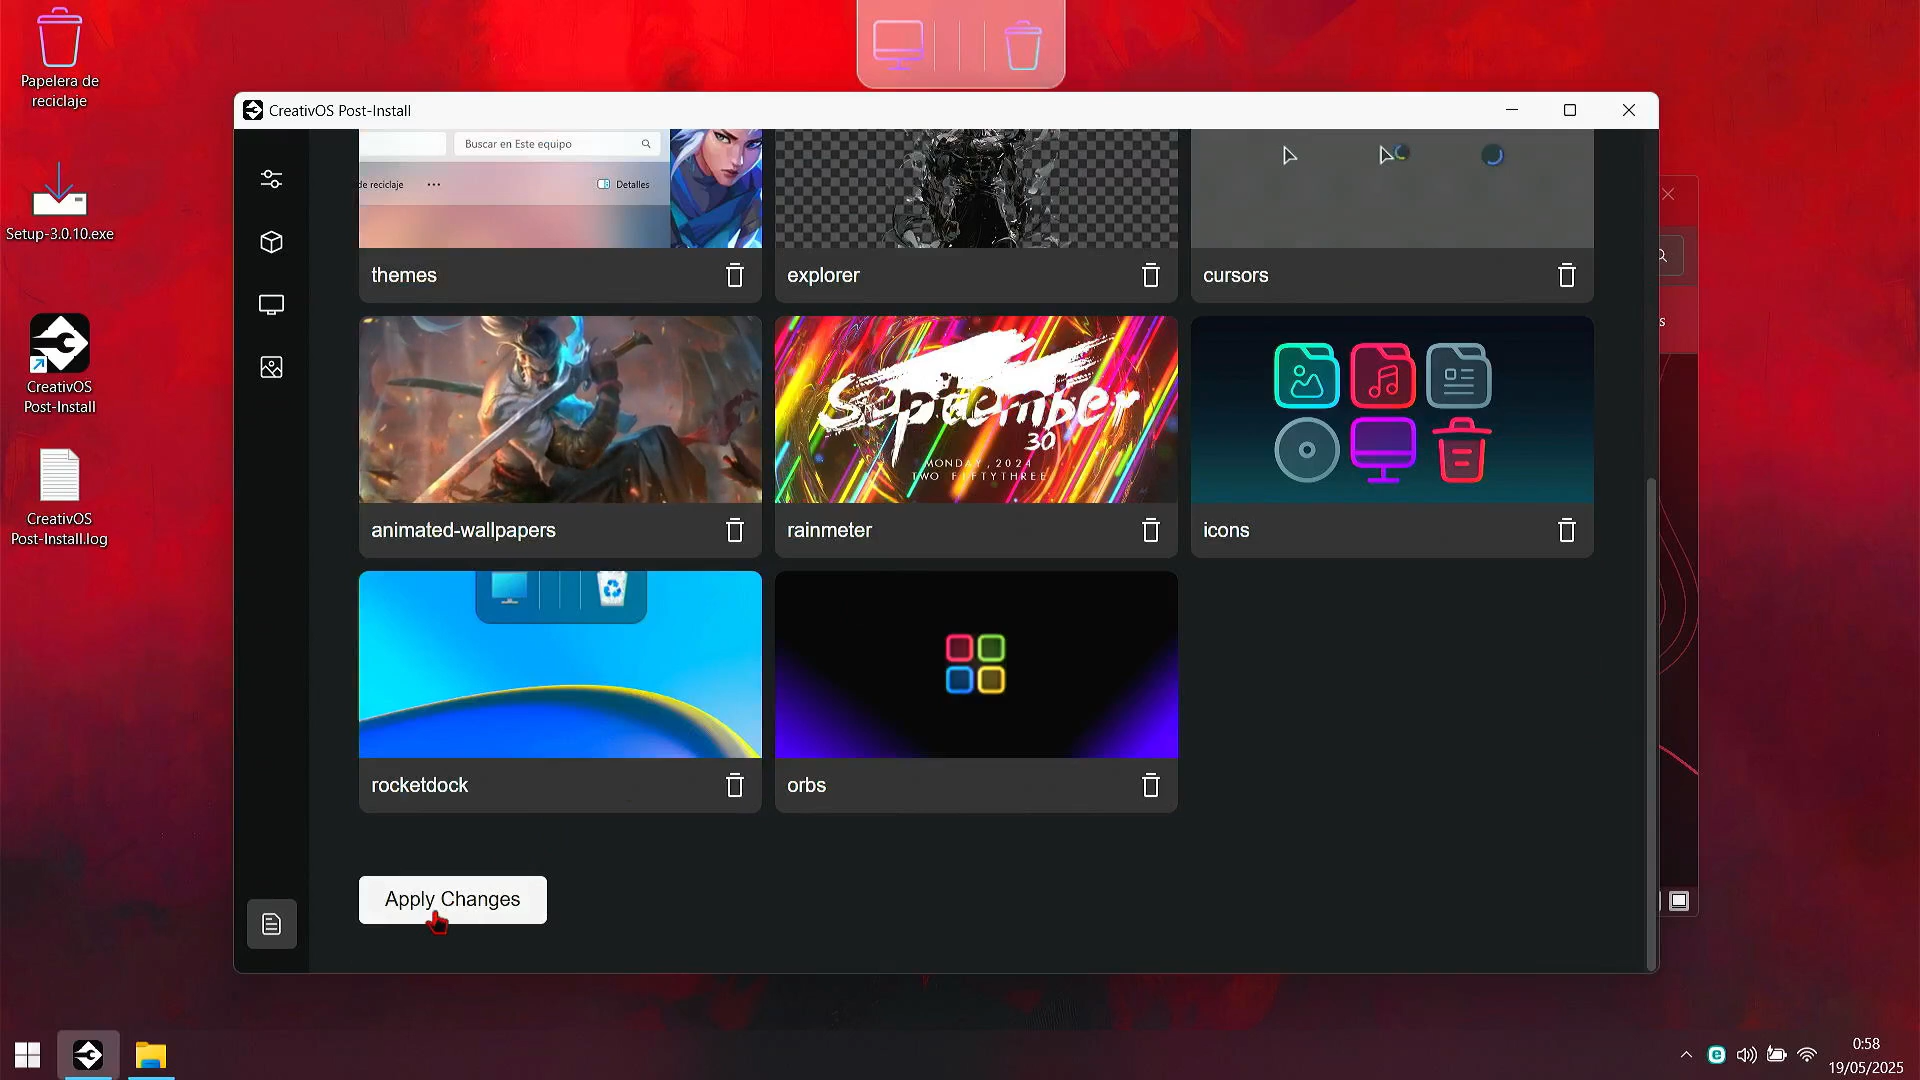 Papelera de
reciclaje
Setup-3.0.10.exe
CreativOS
Post-Install
CreativOS
Post-Install.log
CreativOS Post-Install
Buscar en Este equipo
de reciclaje
Detalles
themes
explorer
cursors
September
30
MONDAY, 2024
TWO FIFTYTHREE
animated-wallpapers
rainmeter
icons
rocketdock
orbs
Apply Changes
s
0:58
19/05/2025